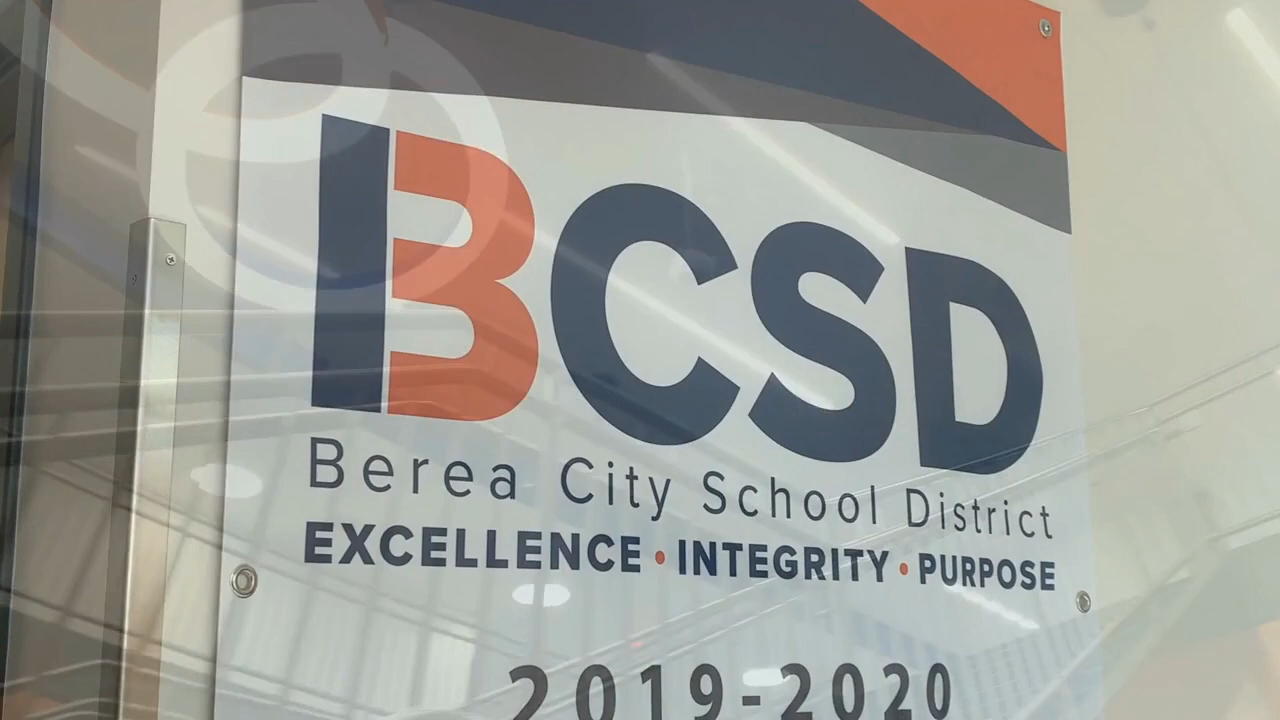 BCSD
Berea City School District
EXCELLENCE • INTEGRITY • PURPOSE
2019-2020